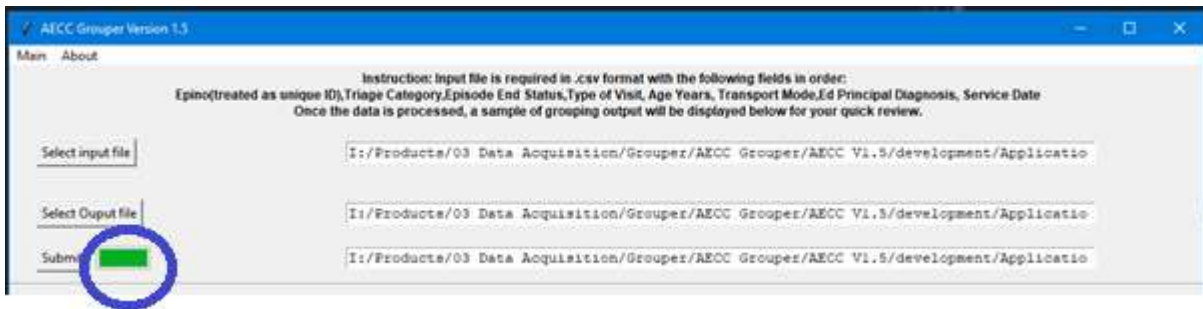 AECC Grouper Version 1.5
Main About
Instruction: Input file is required in .csv format with the following fields in order:
Epino(treated as unique ID),Triage Category,Episode End Status,Type of Visit, Age Years, Transport Mode,Ed Principal Diagnosis, Service Date
Once the data is processed, a sample of grouping output will be displayed below for your quick review.
Select input file I:/Products/03 Data Acquisition/Grouper/AECC Grouper/AECC V1.5/development/Applicatio
Select Ouput file I:/Products/03 Data Acquisition/Grouper/AECC Grouper/AECC V1.5/development/Applicatio
Submi I:/Products/03 Data Acquisition/Grouper/AECC Grouper/AECC V1.5/development/Applicatio